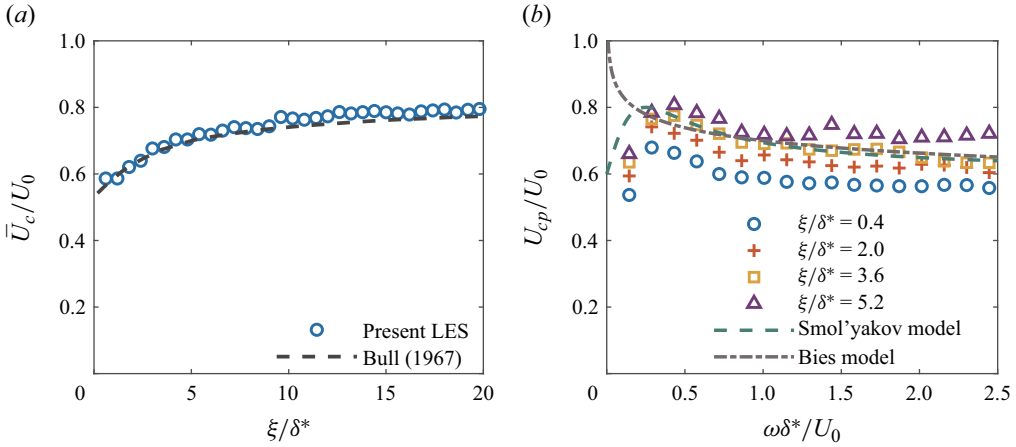 (a)
1.0
0.8
0.6
0.4
0.2
0
5
10
15
20
Ū_c/U_0
ξ/δ*
Present LES
Bull (1967)
(b)
1.0
0.8
0.6
0.4
0.2
0
0.5
1.0
1.5
2.0
2.5
U_cp/U_0
ωδ*/U_0
ξ/δ* = 0.4
ξ/δ* = 2.0
ξ/δ* = 3.6
ξ/δ* = 5.2
Smol'yakov model
Bies model